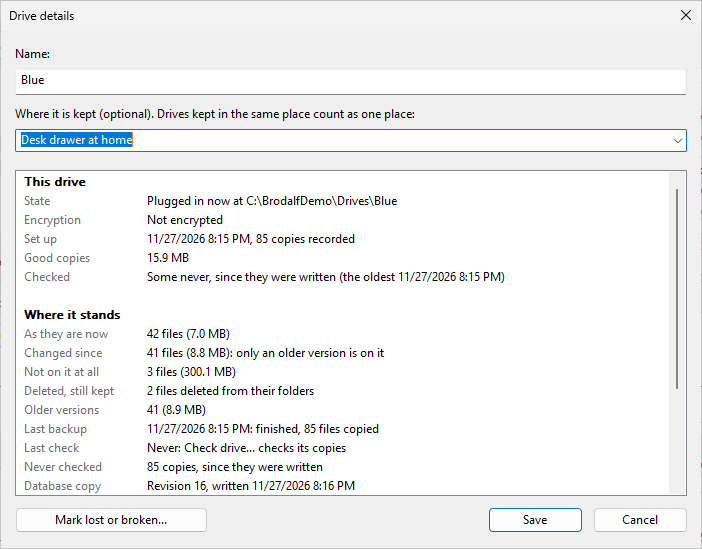 Drive details
Name:
Blue
Where it is kept (optional). Drives kept in the same place count as one place:
Desk drawer at home
This drive
State Plugged in now at C:\BrodalfDemo\Drives\Blue
Encryption Not encrypted
Set up 11/27/2026 8:15 PM, 85 copies recorded
Good copies 15.9 MB
Checked Some never, since they were written (the oldest 11/27/2026 8:15 PM)
Where it stands
As they are now 42 files (7.0 MB)
Changed since 41 files (8.8 MB): only an older version is on it
Not on it at all 3 files (300.1 MB)
Deleted, still kept 2 files deleted from their folders
Older versions 41 (8.9 MB)
Last backup 11/27/2026 8:15 PM: finished, 85 files copied
Last check Never: Check drive... checks its copies
Never checked 85 copies, since they were written
Database copy Revision 16, written 11/27/2026 8:16 PM
Mark lost or broken... Save Cancel